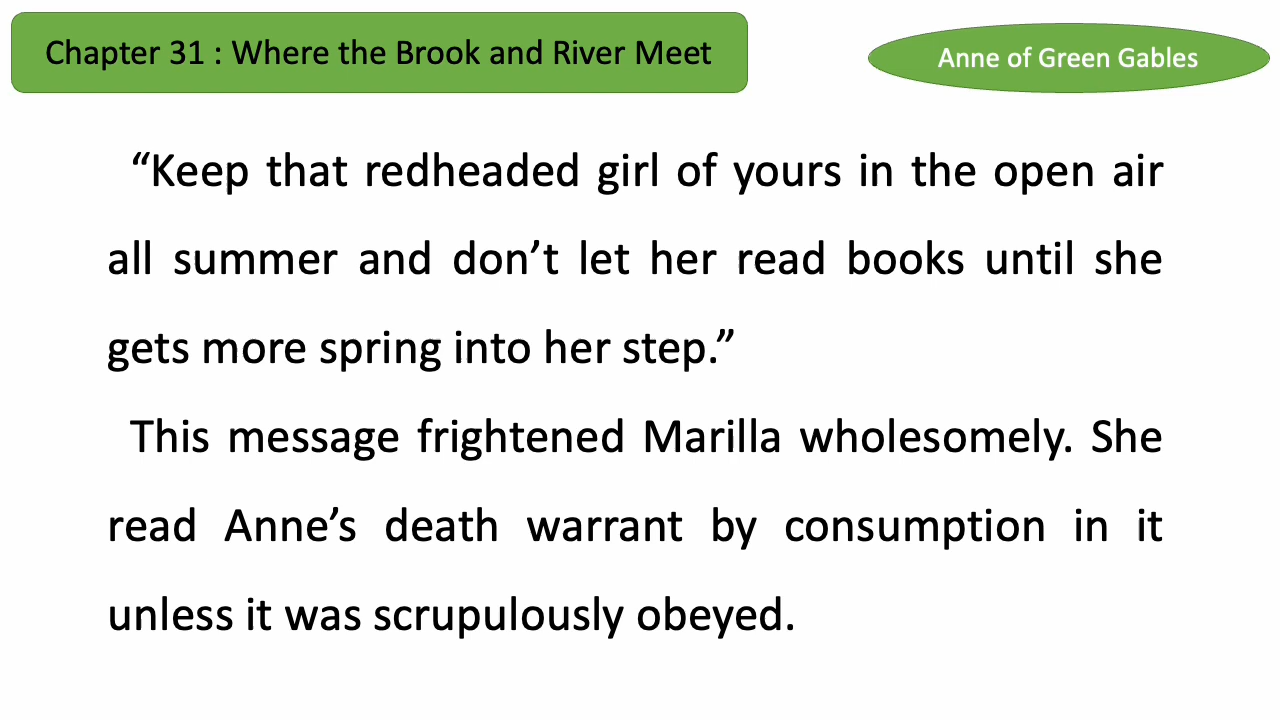 Chapter 31 : Where the Brook and River Meet
Anne of Green Gables
“Keep that redheaded girl of yours in the open air
all summer and don’t let her read books until she
gets more spring into her step.”
This message frightened Marilla wholesomely. She
read Anne’s death warrant by consumption in it
unless it was scrupulously obeyed.